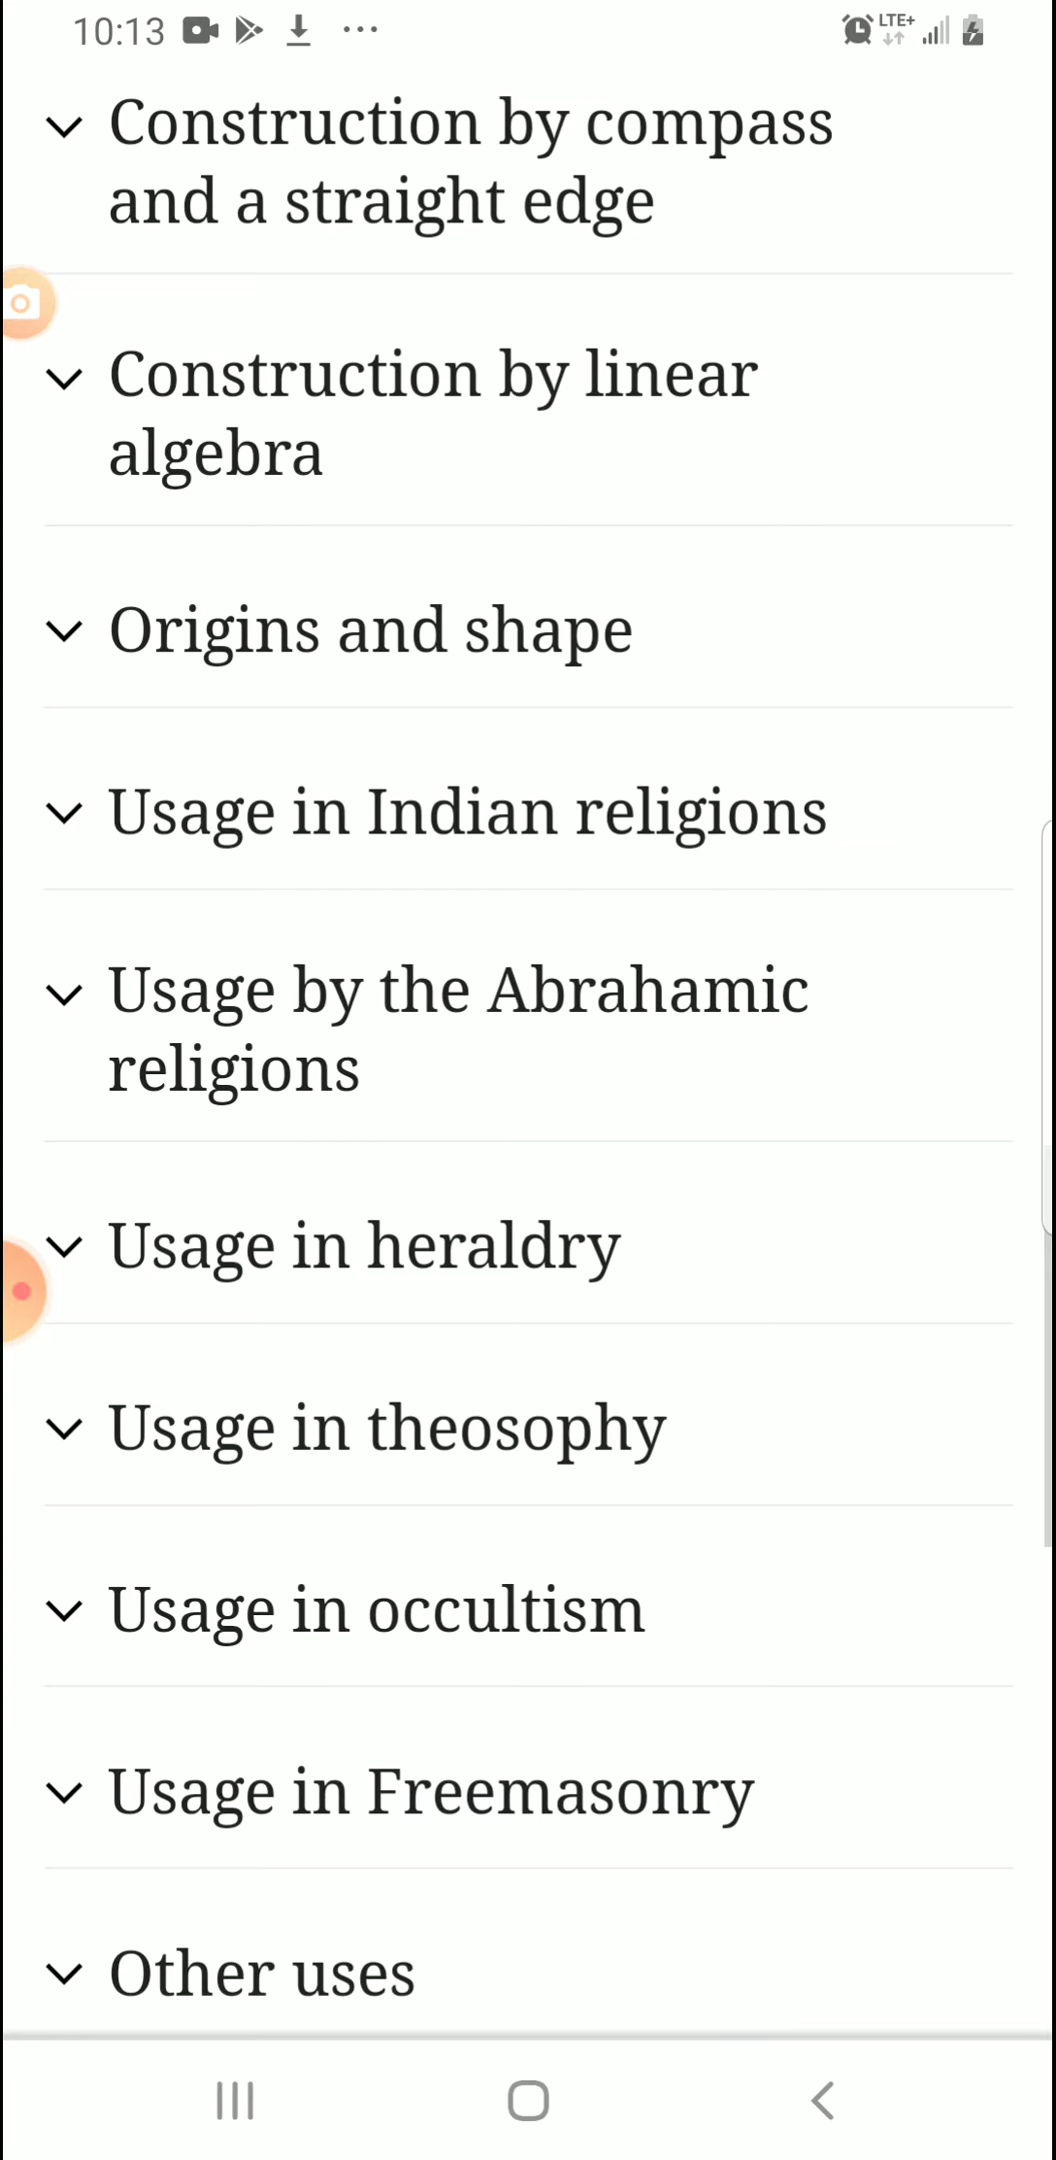 10:13
LTE+
Construction by compass
and a straight edge
Construction by linear
algebra
Origins and shape
Usage in Indian religions
Usage by the Abrahamic
religions
Usage in heraldry
Usage in theosophy
Usage in occultism
Usage in Freemasonry
Other uses